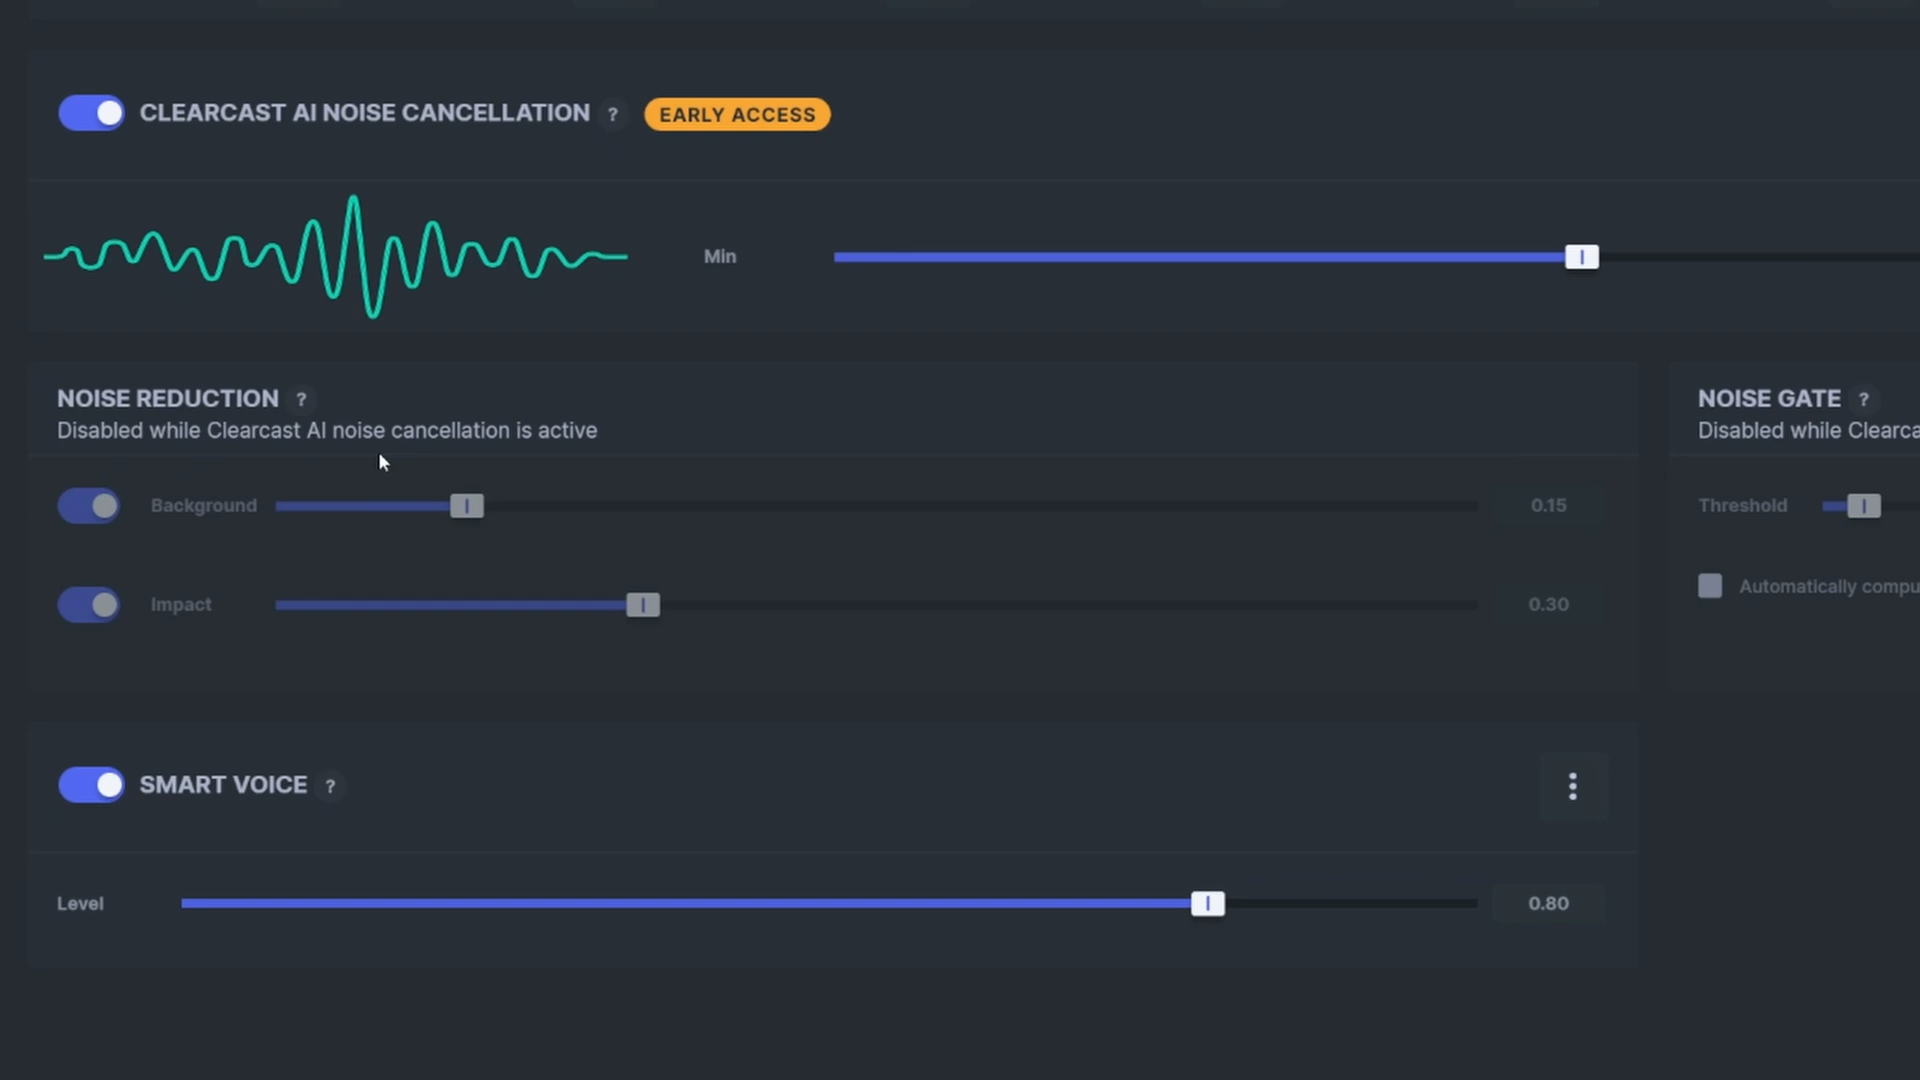 CLEARCAST AI NOISE CANCELLATION ? EARLY ACCESS
Min
NOISE REDUCTION ?
Disabled while Clearcast AI noise cancellation is active
Background 0.15
Impact 0.30
NOISE GATE ?
Disabled while Clearca
Threshold
Automatically compu
SMART VOICE ?
Level 0.80